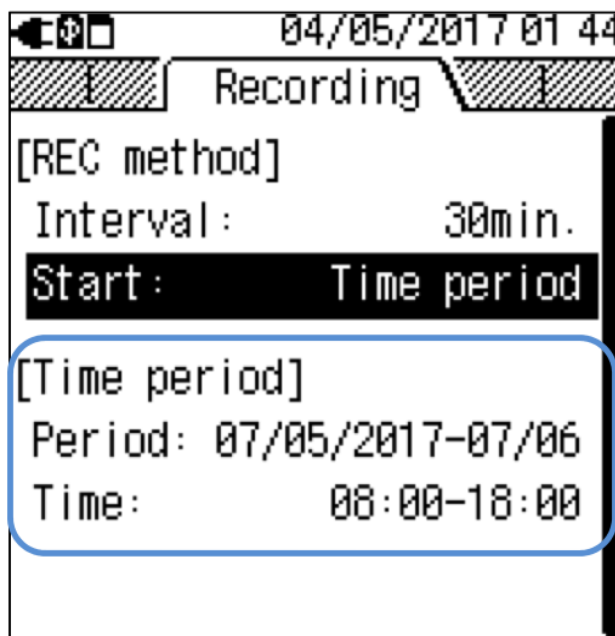 04/05/2017 01 44
Recording
[REC method]
Interval: 30min.
Start: Time period
[Time period]
Period: 07/05/2017-07/06
Time: 08:00-18:00